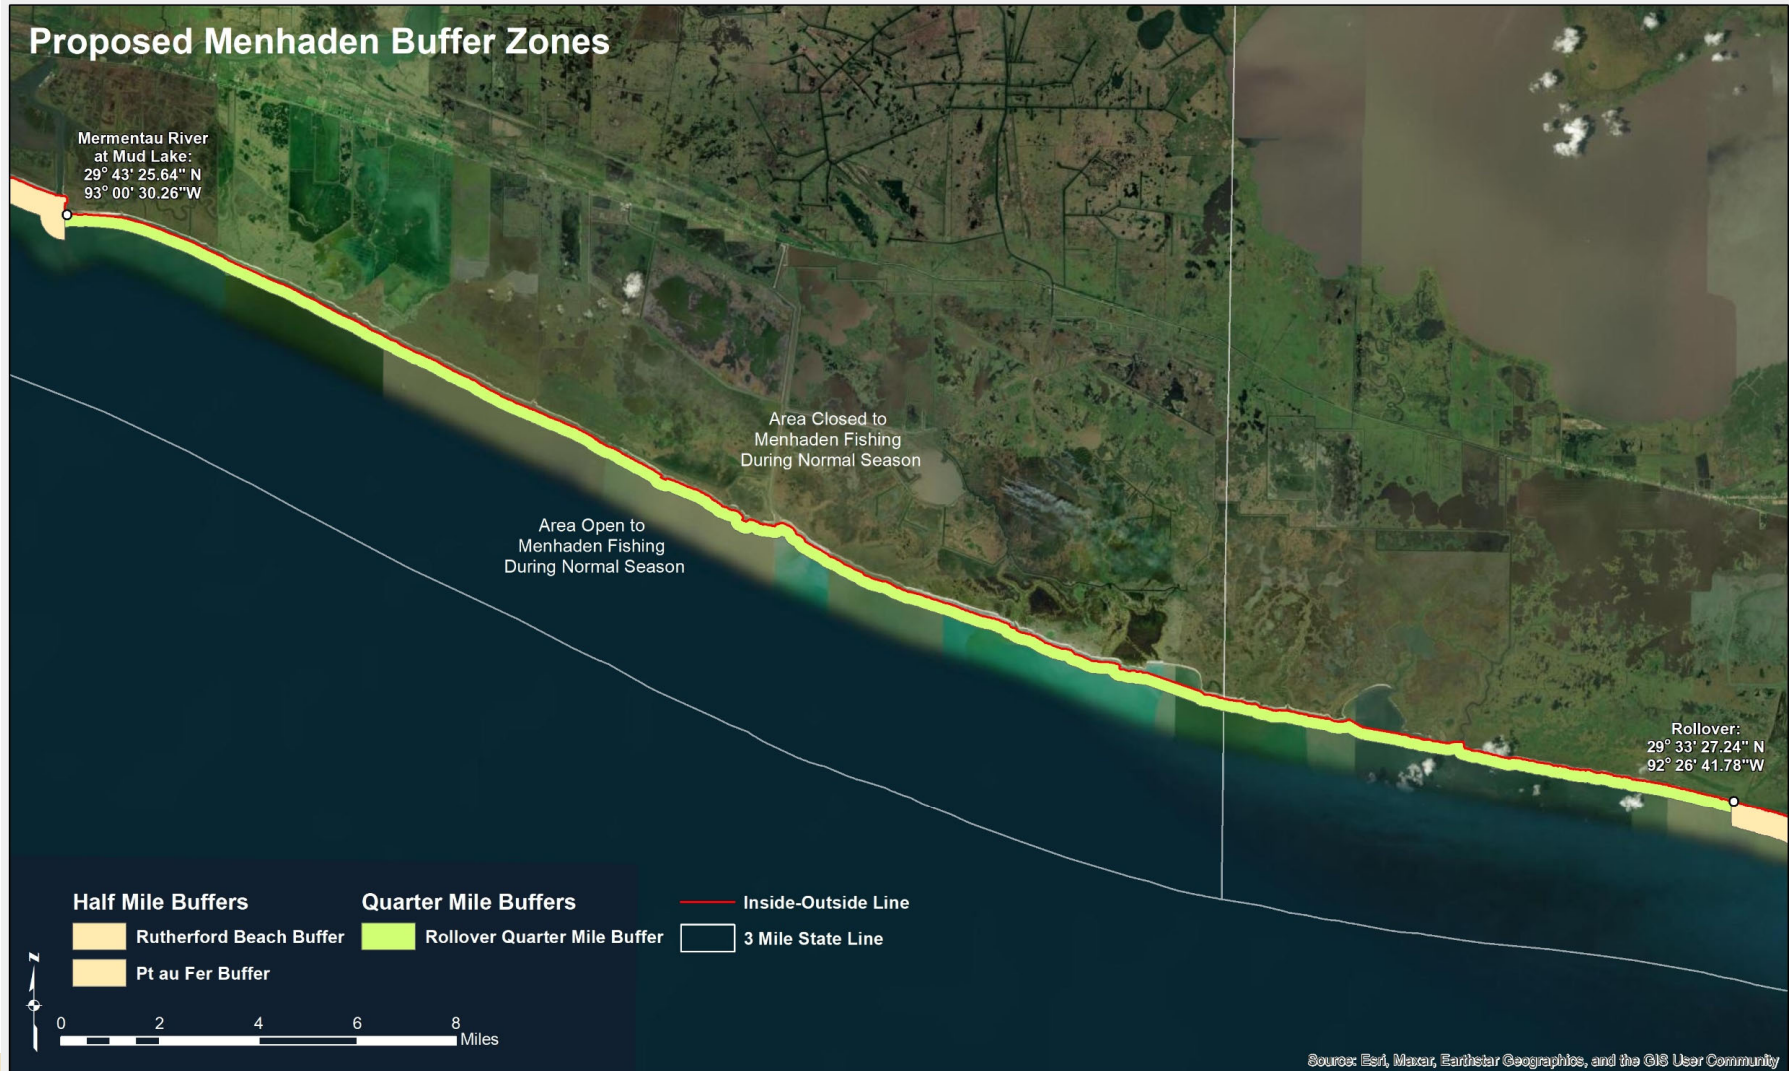 Proposed Menhaden Buffer Zones
Mermentau River
at Mud Lake:
29° 43' 25.64" N
93° 00' 30.26"W
Area Closed to
Menhaden Fishing
During Normal Season
Area Open to
Menhaden Fishing
During Normal Season
Rollover:
29° 33' 27.24" N
92° 26' 41.78"W
Half Mile Buffers
Rutherford Beach Buffer
Pt au Fer Buffer
Quarter Mile Buffers
Rollover Quarter Mile Buffer
Inside-Outside Line
3 Mile State Line
N
0 2 4 6 8
Miles
Source: Esri, Maxar, Earthstar Geographics, and the GIS User Community